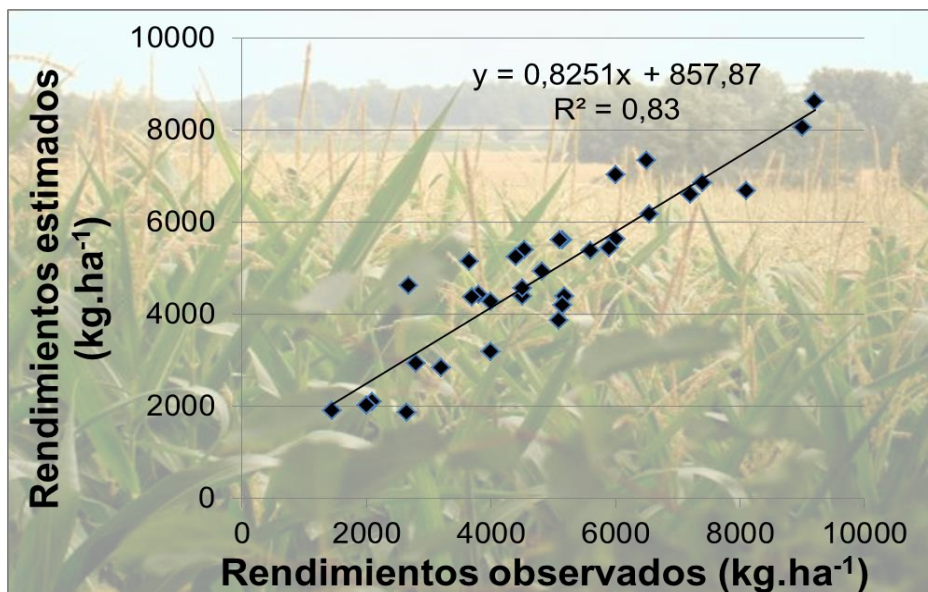 Rendimientos estimados
(kg.ha-1)
10000
8000
6000
4000
2000
0
y = 0,8251x + 857,87
R² = 0,83
0 2000 4000 6000 8000 10000
Rendimientos observados (kg.ha-1)